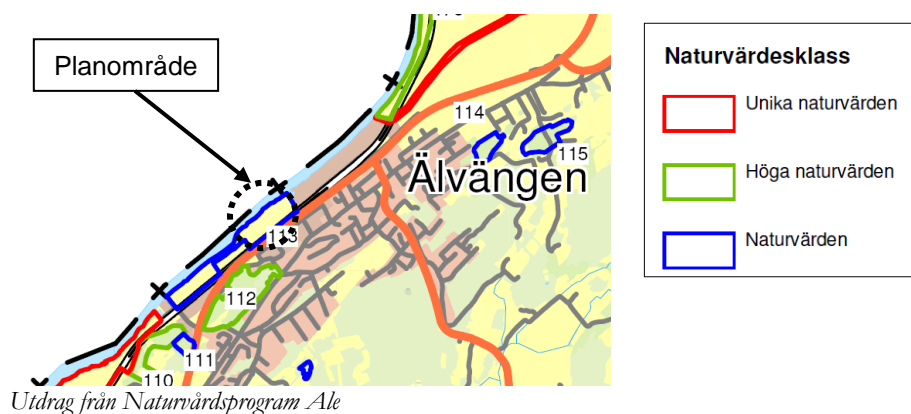 Planområde
114
115
Älvängen
113
112
111
110
Naturvärdesklass
Unika naturvärden
Höga naturvärden
Naturvärden
Utdrag från Naturvårdsprogram Ale